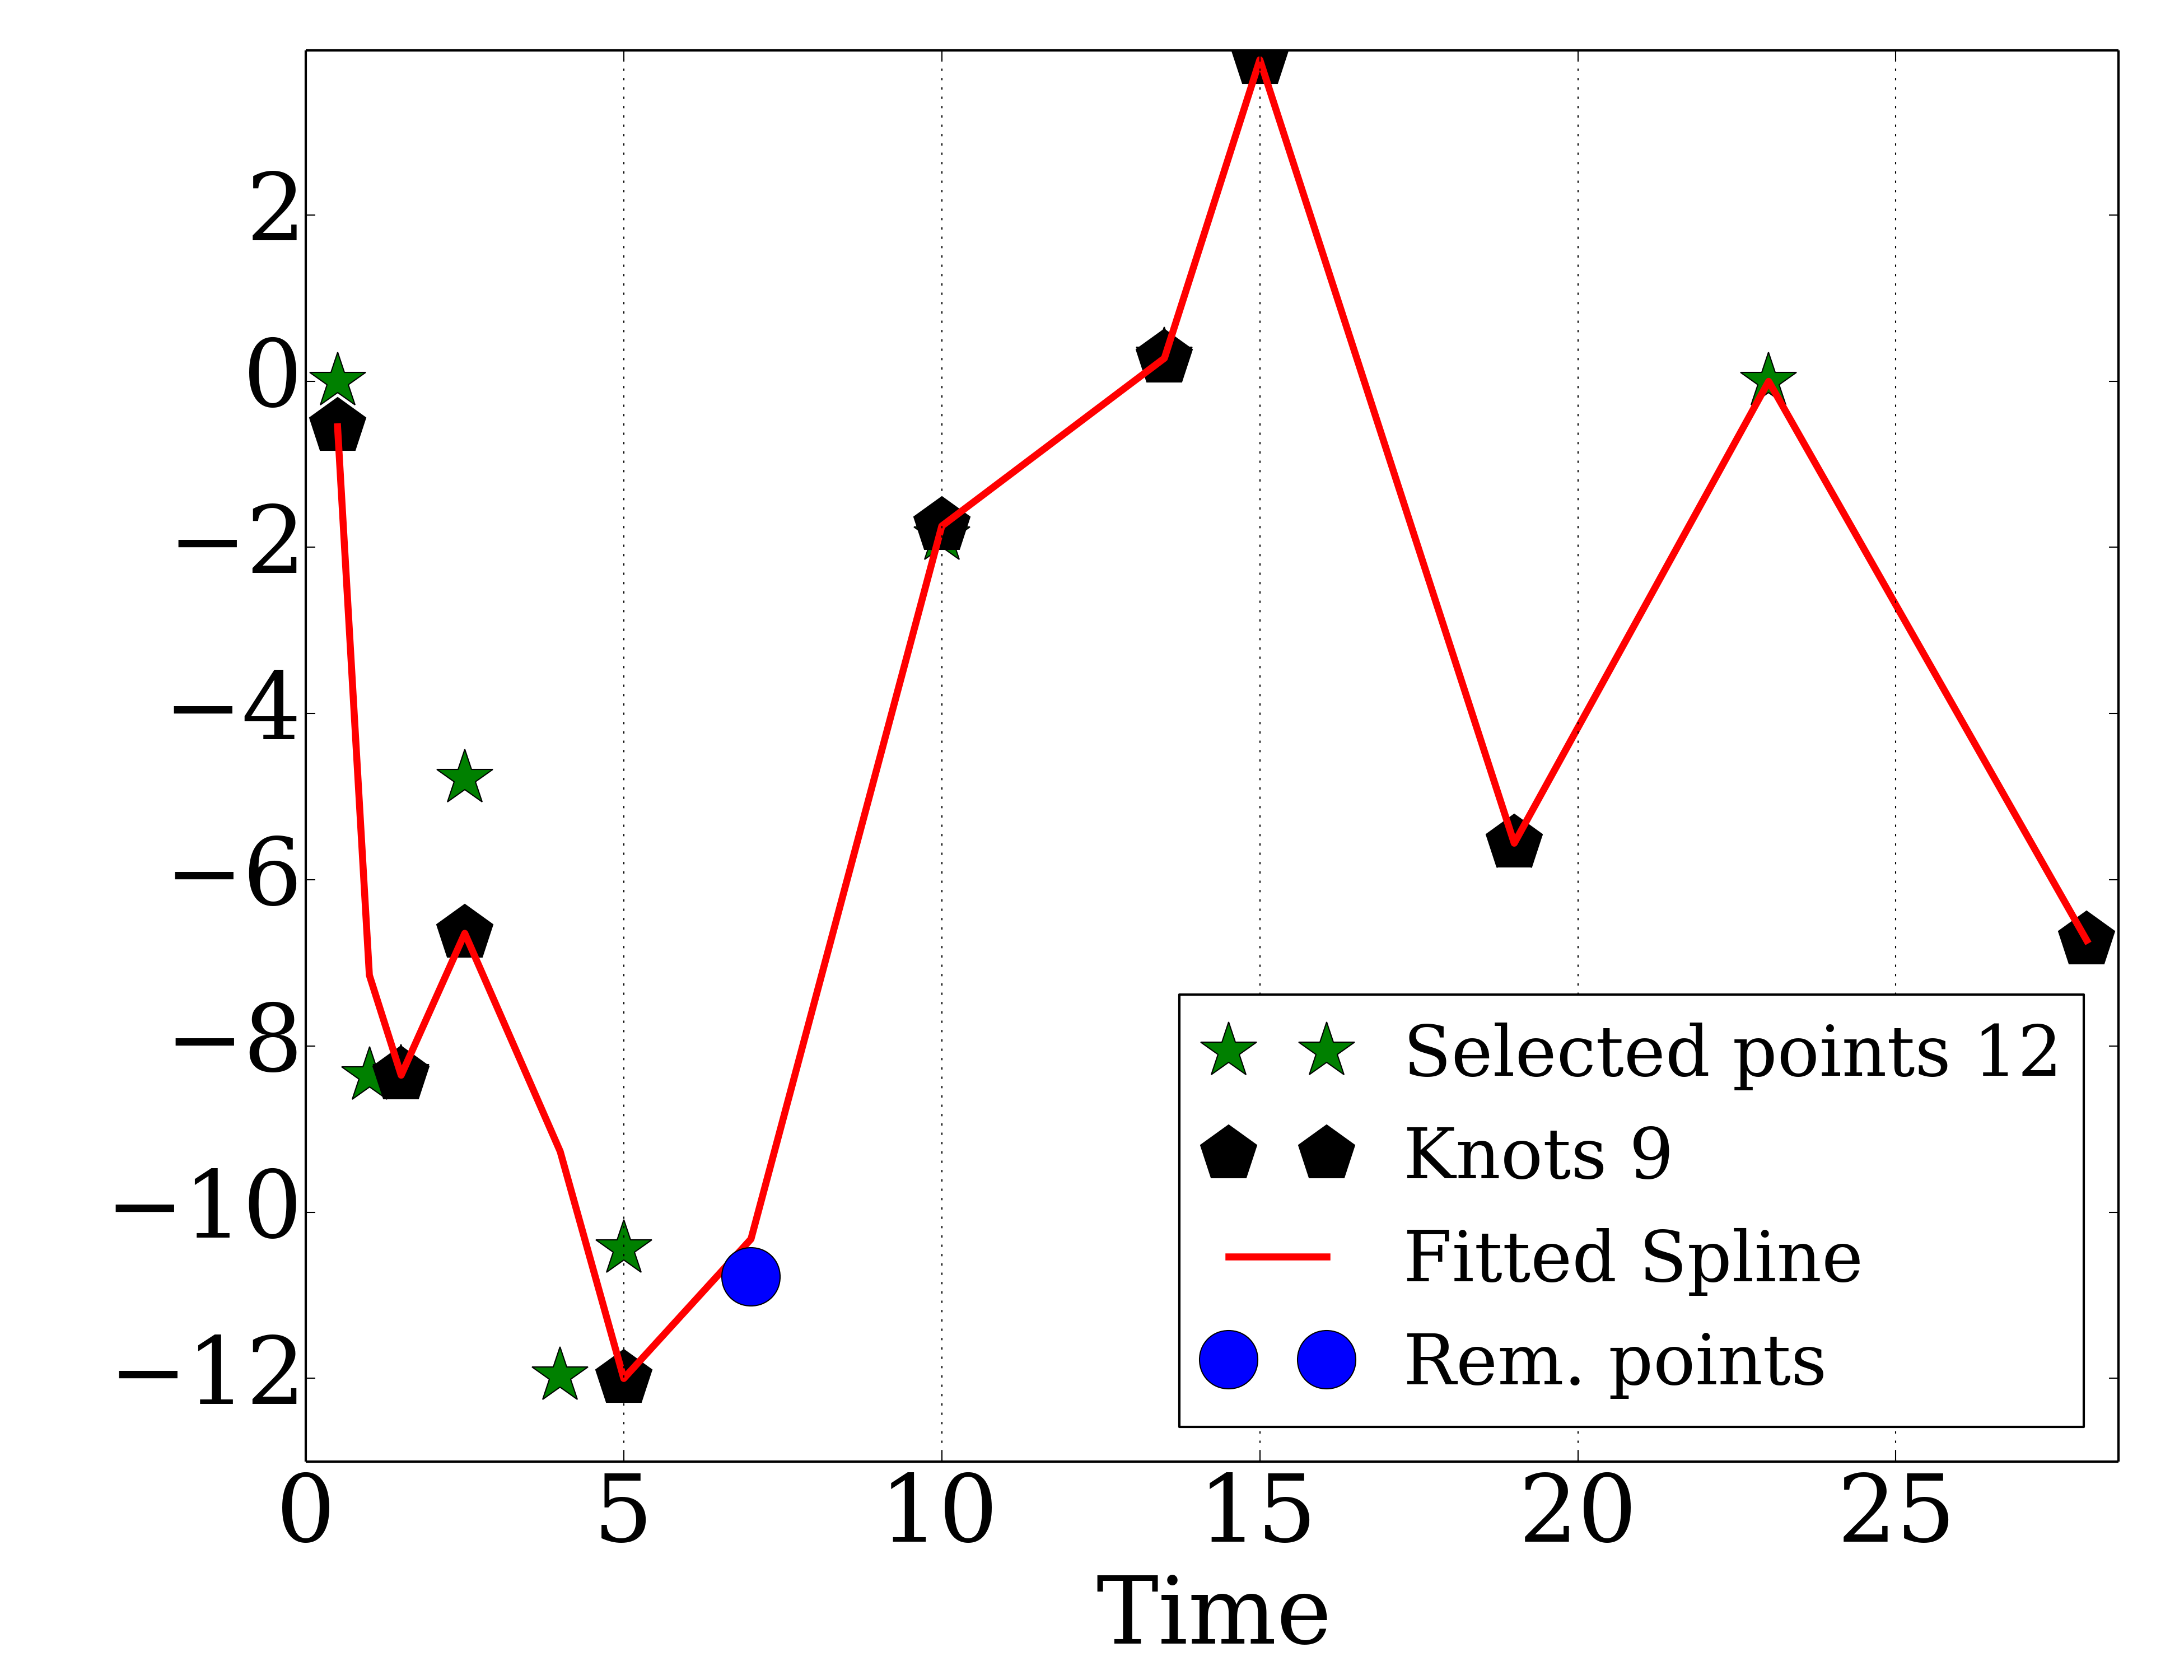 2
0
−2
−4
−6
−8
−10
−12
0 5 10 15 20 25
Time
Selected points 12
Knots 9
Fitted Spline
Rem. points